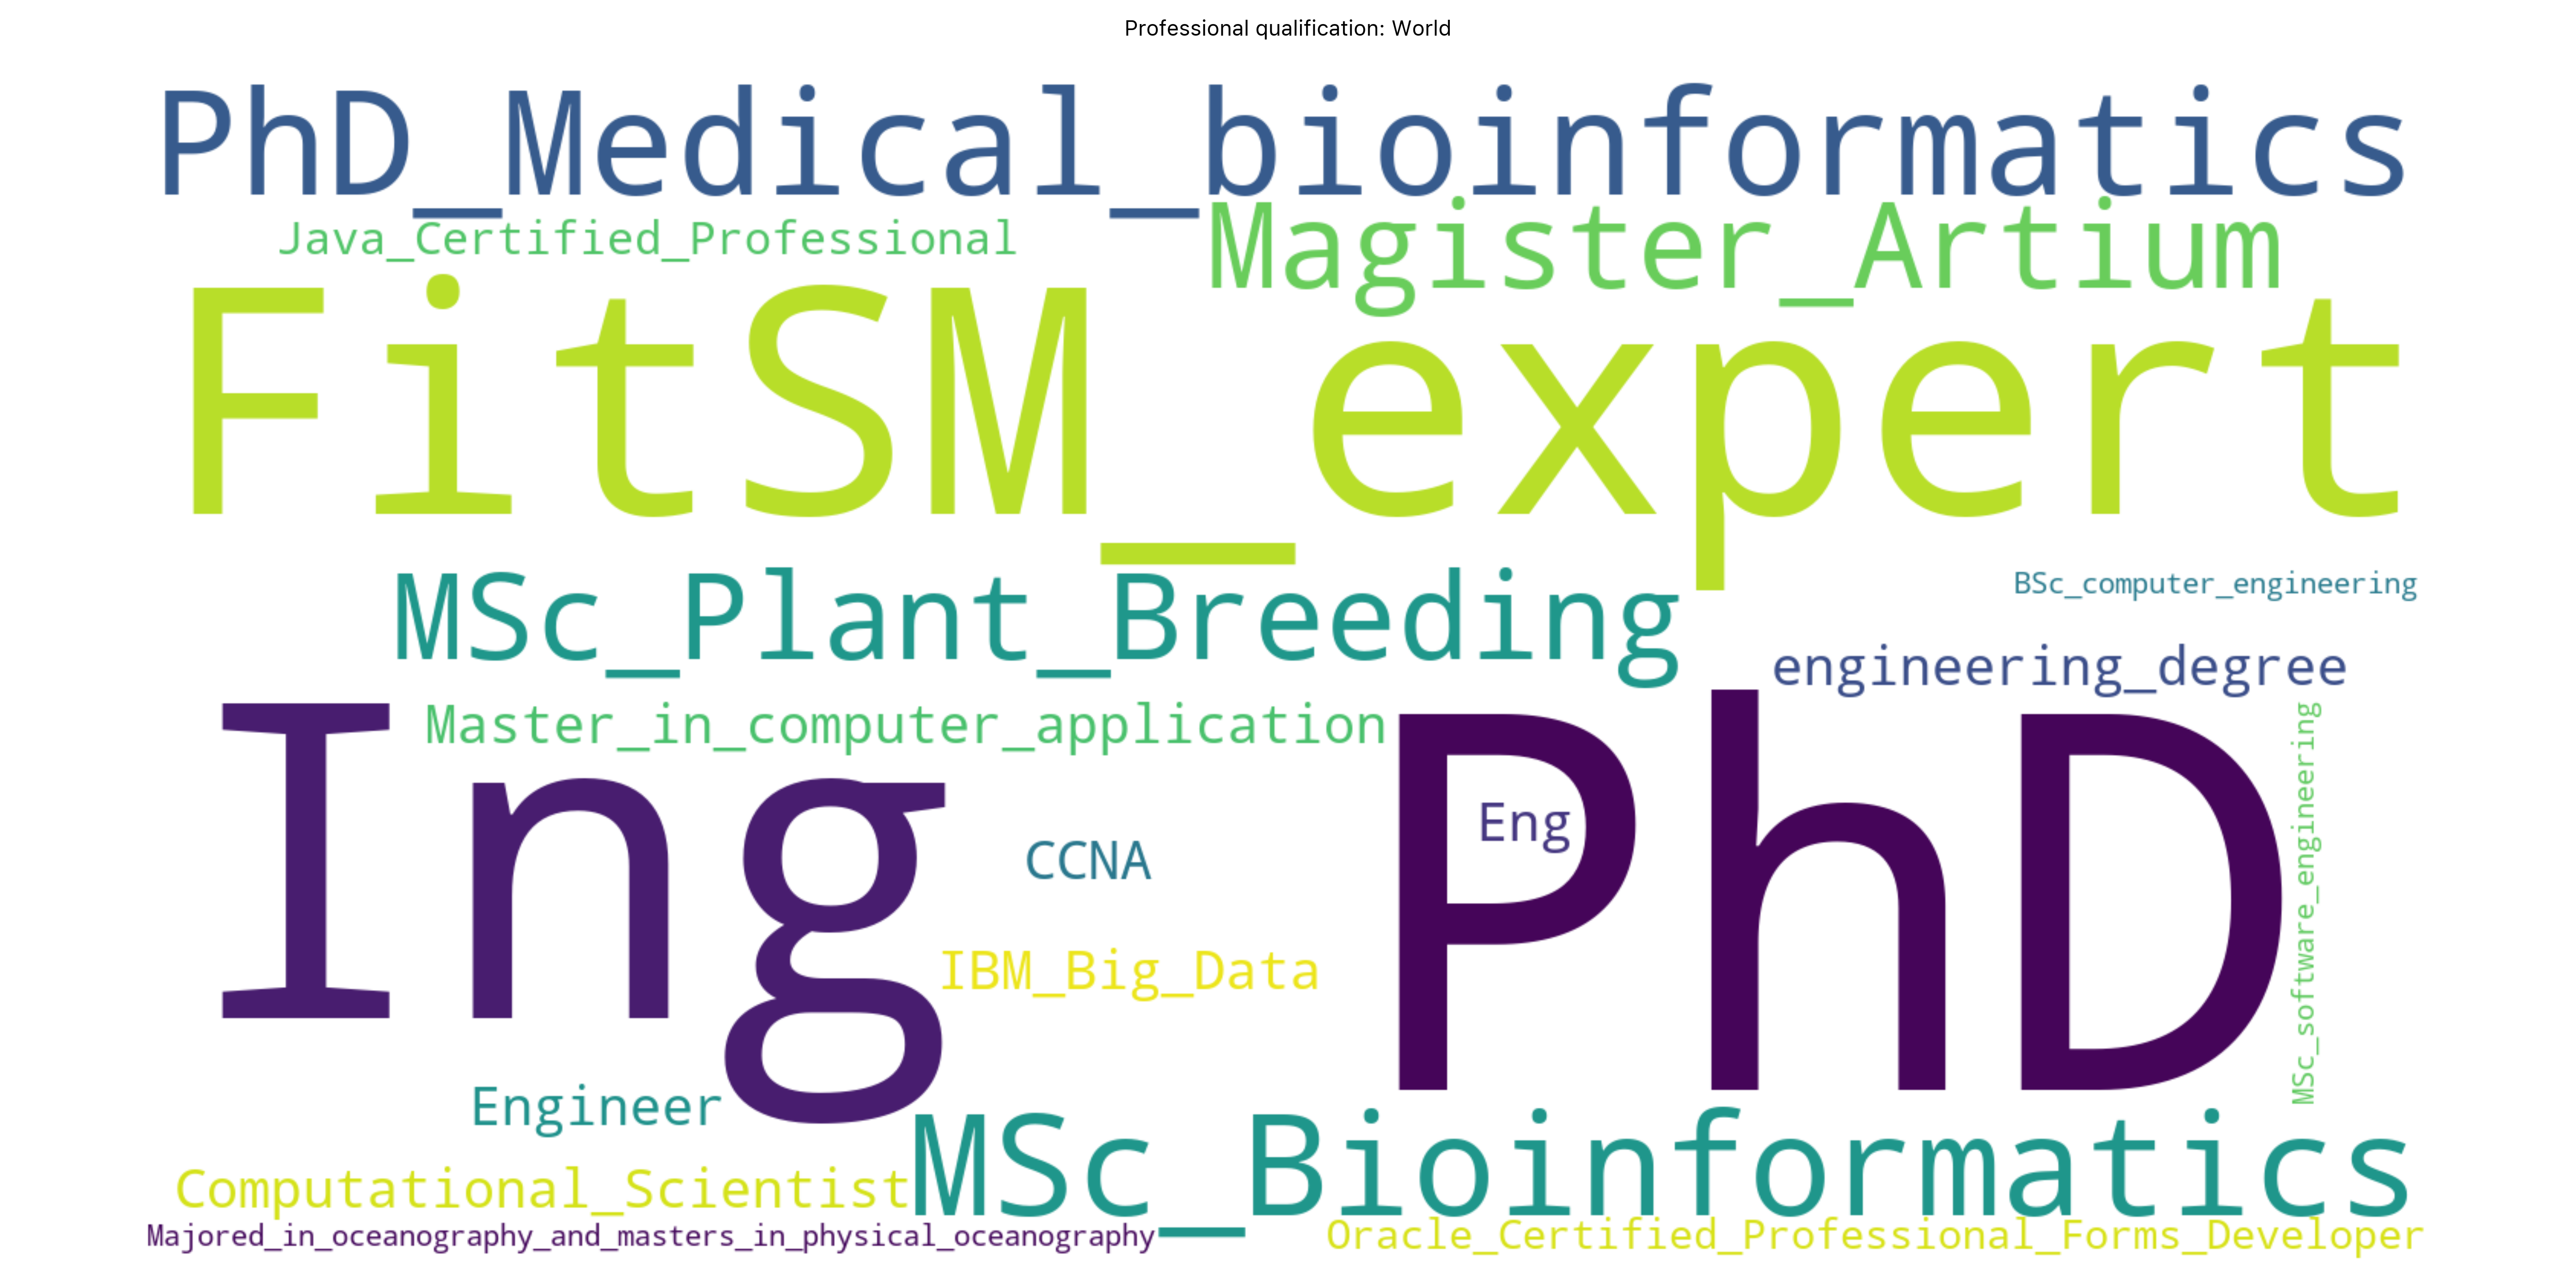 Professional qualification: World
PhD_Medical_bioinformatics
Java_Certified_Professional
Magister_Artium
FitSM_expert
MSc_Plant_Breeding
BSc_computer_engineering
engineering_degree
Master_in_computer_application
Ing
PhD
Eng
CCNA
IBM_Big_Data
MSc_software_engineering
Engineer
MSc_Bioinformatics
Computational_Scientist
Majored_in_oceanography_and_masters_in_physical_oceanography
Oracle_Certified_Professional_Forms_Developer